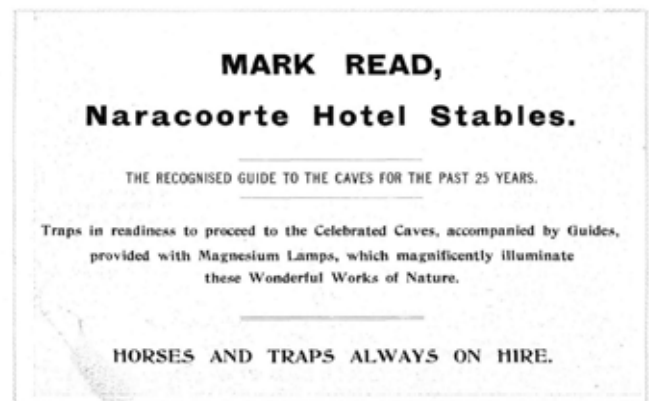 MARK READ,
Naracoorte Hotel Stables.
THE RECOGNISED GUIDE TO THE CAVES FOR THE PAST 25 YEARS.
Traps in readiness to proceed to the Celebrated Caves, accompanied by Guides,
provided with Magnesium Lamps, which magnificently illuminate
these Wonderful Works of Nature.
HORSES AND TRAPS ALWAYS ON HIRE.